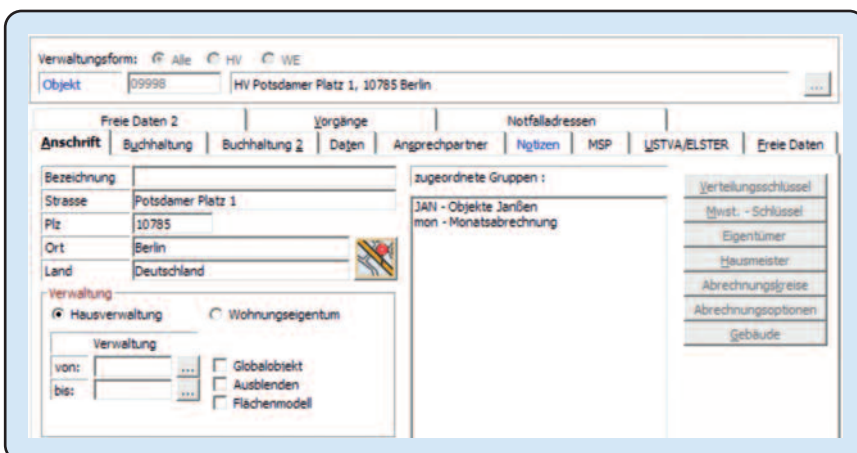 Verwaltungsform: Alle HV WE
Objekt 09998 HV Potsdamer Platz 1, 10785 Berlin ...
Freie Daten 2 Vorgänge Notfalladressen
Anschrift Buchhaltung Buchhaltung 2 Daten Ansprechpartner Notizen MSP USTVA/ELSTER Freie Daten
Bezeichnung
Strasse Potsdamer Platz 1
Plz 10785
Ort Berlin
Land Deutschland
Verwaltung
Hausverwaltung Wohnungseigentum
Verwaltung
von: ...
bis: ...
Globalobjekt
Ausblenden
Flächenmodell
zugeordnete Gruppen :
JAN - Objekte Janßen
mon - Monatsabrechnung
Verteilungsschlüssel
Mwst. - Schlüssel
Eigentümer
Hausmeister
Abrechnungskreise
Abrechnungsoptionen
Gebäude